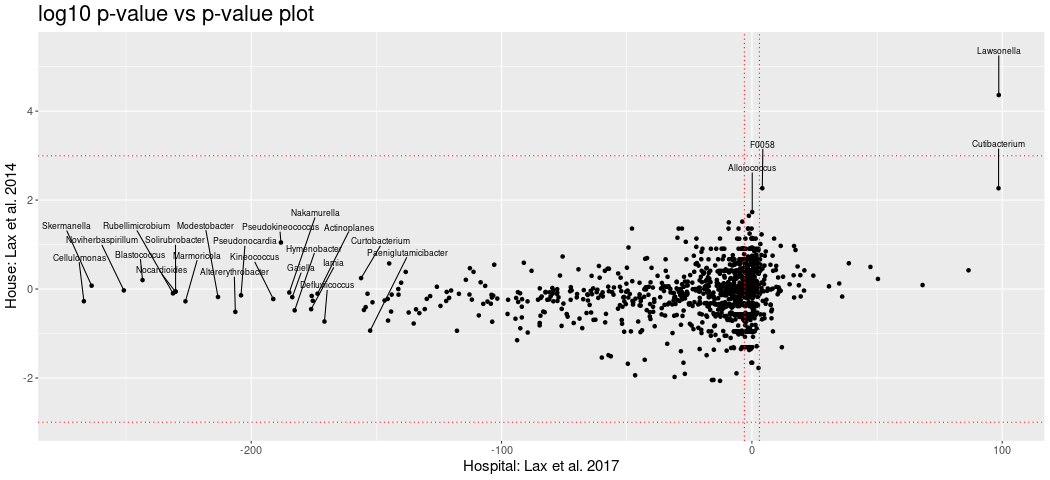 log10 p-value vs p-value plot
Lawsonella
Cutibacterium
F0058
Allorococcus
Nakamurella
Skermanella
Rubellimicrobium
Modestobacter
Pseudokineococcus
Actinoplanes
Noviherbaspirillum
Solirubrobacter
Pseudonocardia
Curtobacterium
Cellulomonas
Blastococcus
Marmoricola
Kineococcus
Hymenobacter
Paeniglutamicibacter
Nocardioides
Altererythrobacter
Gaiella
Iamia
Defluviicoccus
4
2
0
-2
-200
-100
0
100
House: Lax et al. 2014
Hospital: Lax et al. 2017